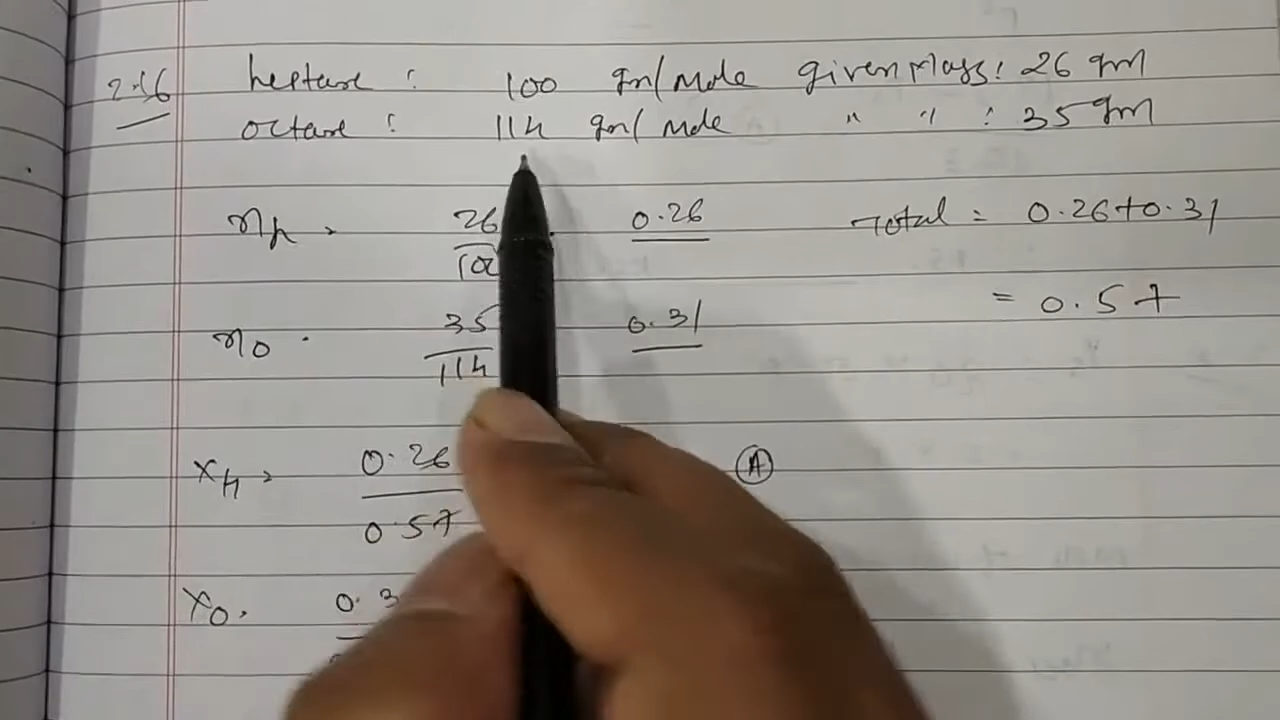 2.16 heptane : 100 gm/mole given Mass : 26 gm
octane : 114 gm/mole " " : 35 gm
nh = 26/100 0.26 Total = 0.26+0.31
= 0.57
no = 35/114 0.31
xh = 0.26/0.57 A
xo = 0.3